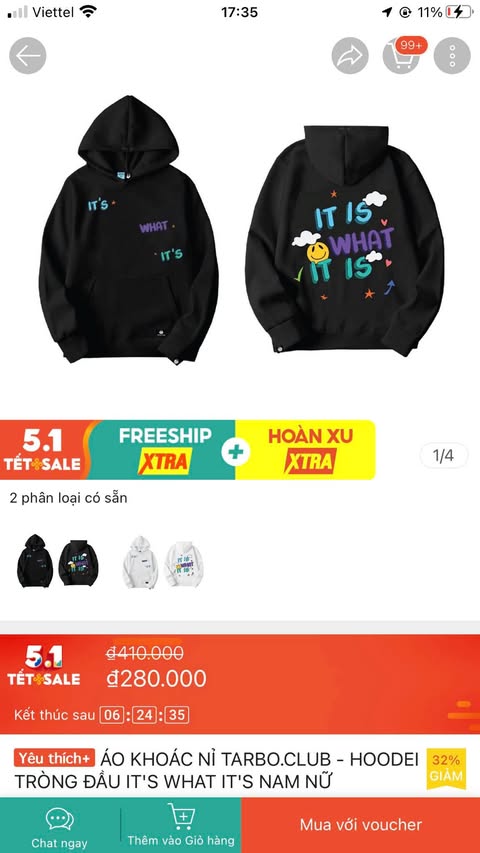 Viettel
17:35
11%
99+
IT'S
WHAT
IT'S
IT IS
WHAT
IT IS
5.1
TẾT SALE
FREESHIP
XTRA
+
HOÀN XU
XTRA
1/4
2 phân loại có sẵn
5.1
TẾT SALE
₫410.000
₫280.000
Kết thúc sau 06:24:35
Yêu thích+ ÁO KHOÁC NỈ TARBO.CLUB - HOODEI
TRÒNG ĐẦU IT'S WHAT IT'S NAM NỮ
32%
GIẢM
Chat ngay
Thêm vào Giỏ hàng
Mua với voucher